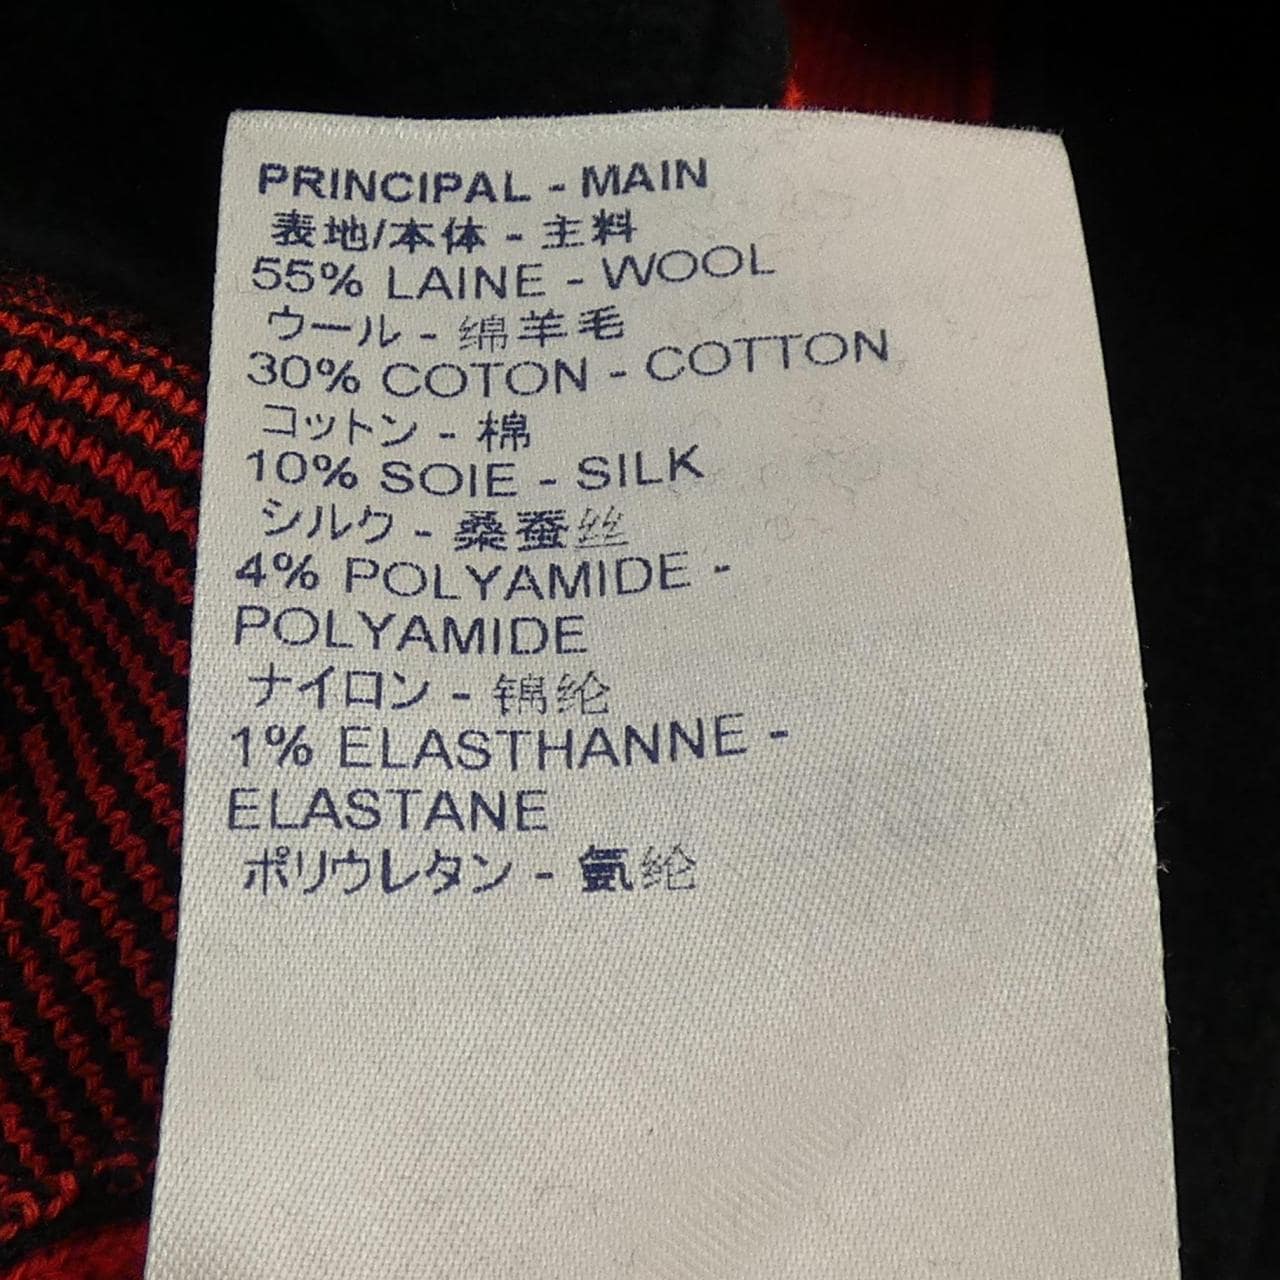 PRINCIPAL - MAIN
表地/本体 - 主料
55% LAINE - WOOL
ウール - 绵羊毛
30% COTON - COTTON
コットン - 棉
10% SOIE - SILK
シルク - 桑蚕丝
4% POLYAMIDE -
POLYAMIDE
ナイロン - 锦纶
1% ELASTHANNE -
ELASTANE
ポリウレタン - 氨纶